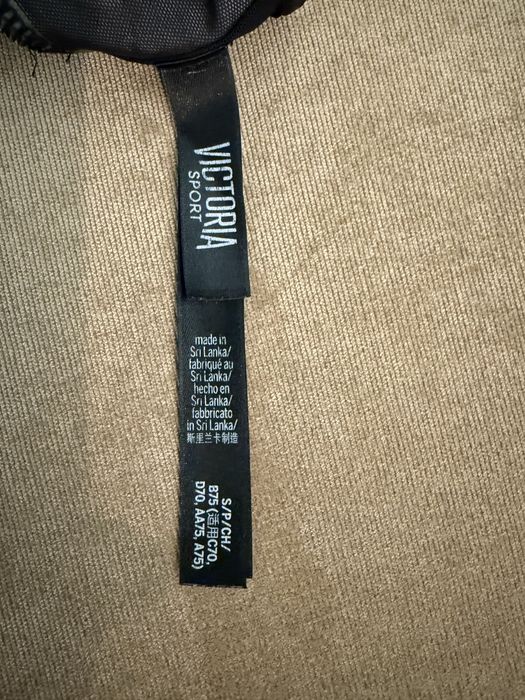 VICTORIA
SPORT
made in
Sri Lanka/
fabriqué au
Sri Lanka/
hecho en
Sri Lanka/
fabbricato
in Sri Lanka/
斯里兰卡制造
S/P/CH/
B75 (适用C70,
D70, AA75, A75)